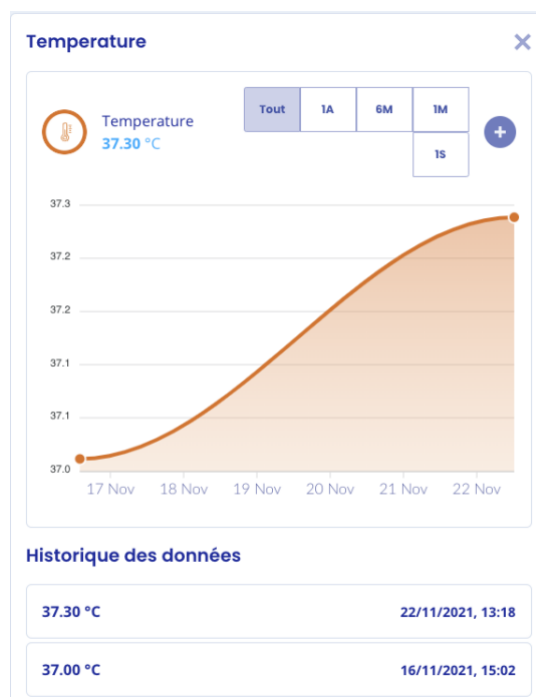 Temperature
Temperature
37.30 °C
Tout 1A 6M 1M
1S
37.3
37.2
37.2
37.1
37.1
37.0
17 Nov 18 Nov 19 Nov 20 Nov 21 Nov 22 Nov
Historique des données
37.30 °C 22/11/2021, 13:18
37.00 °C 16/11/2021, 15:02